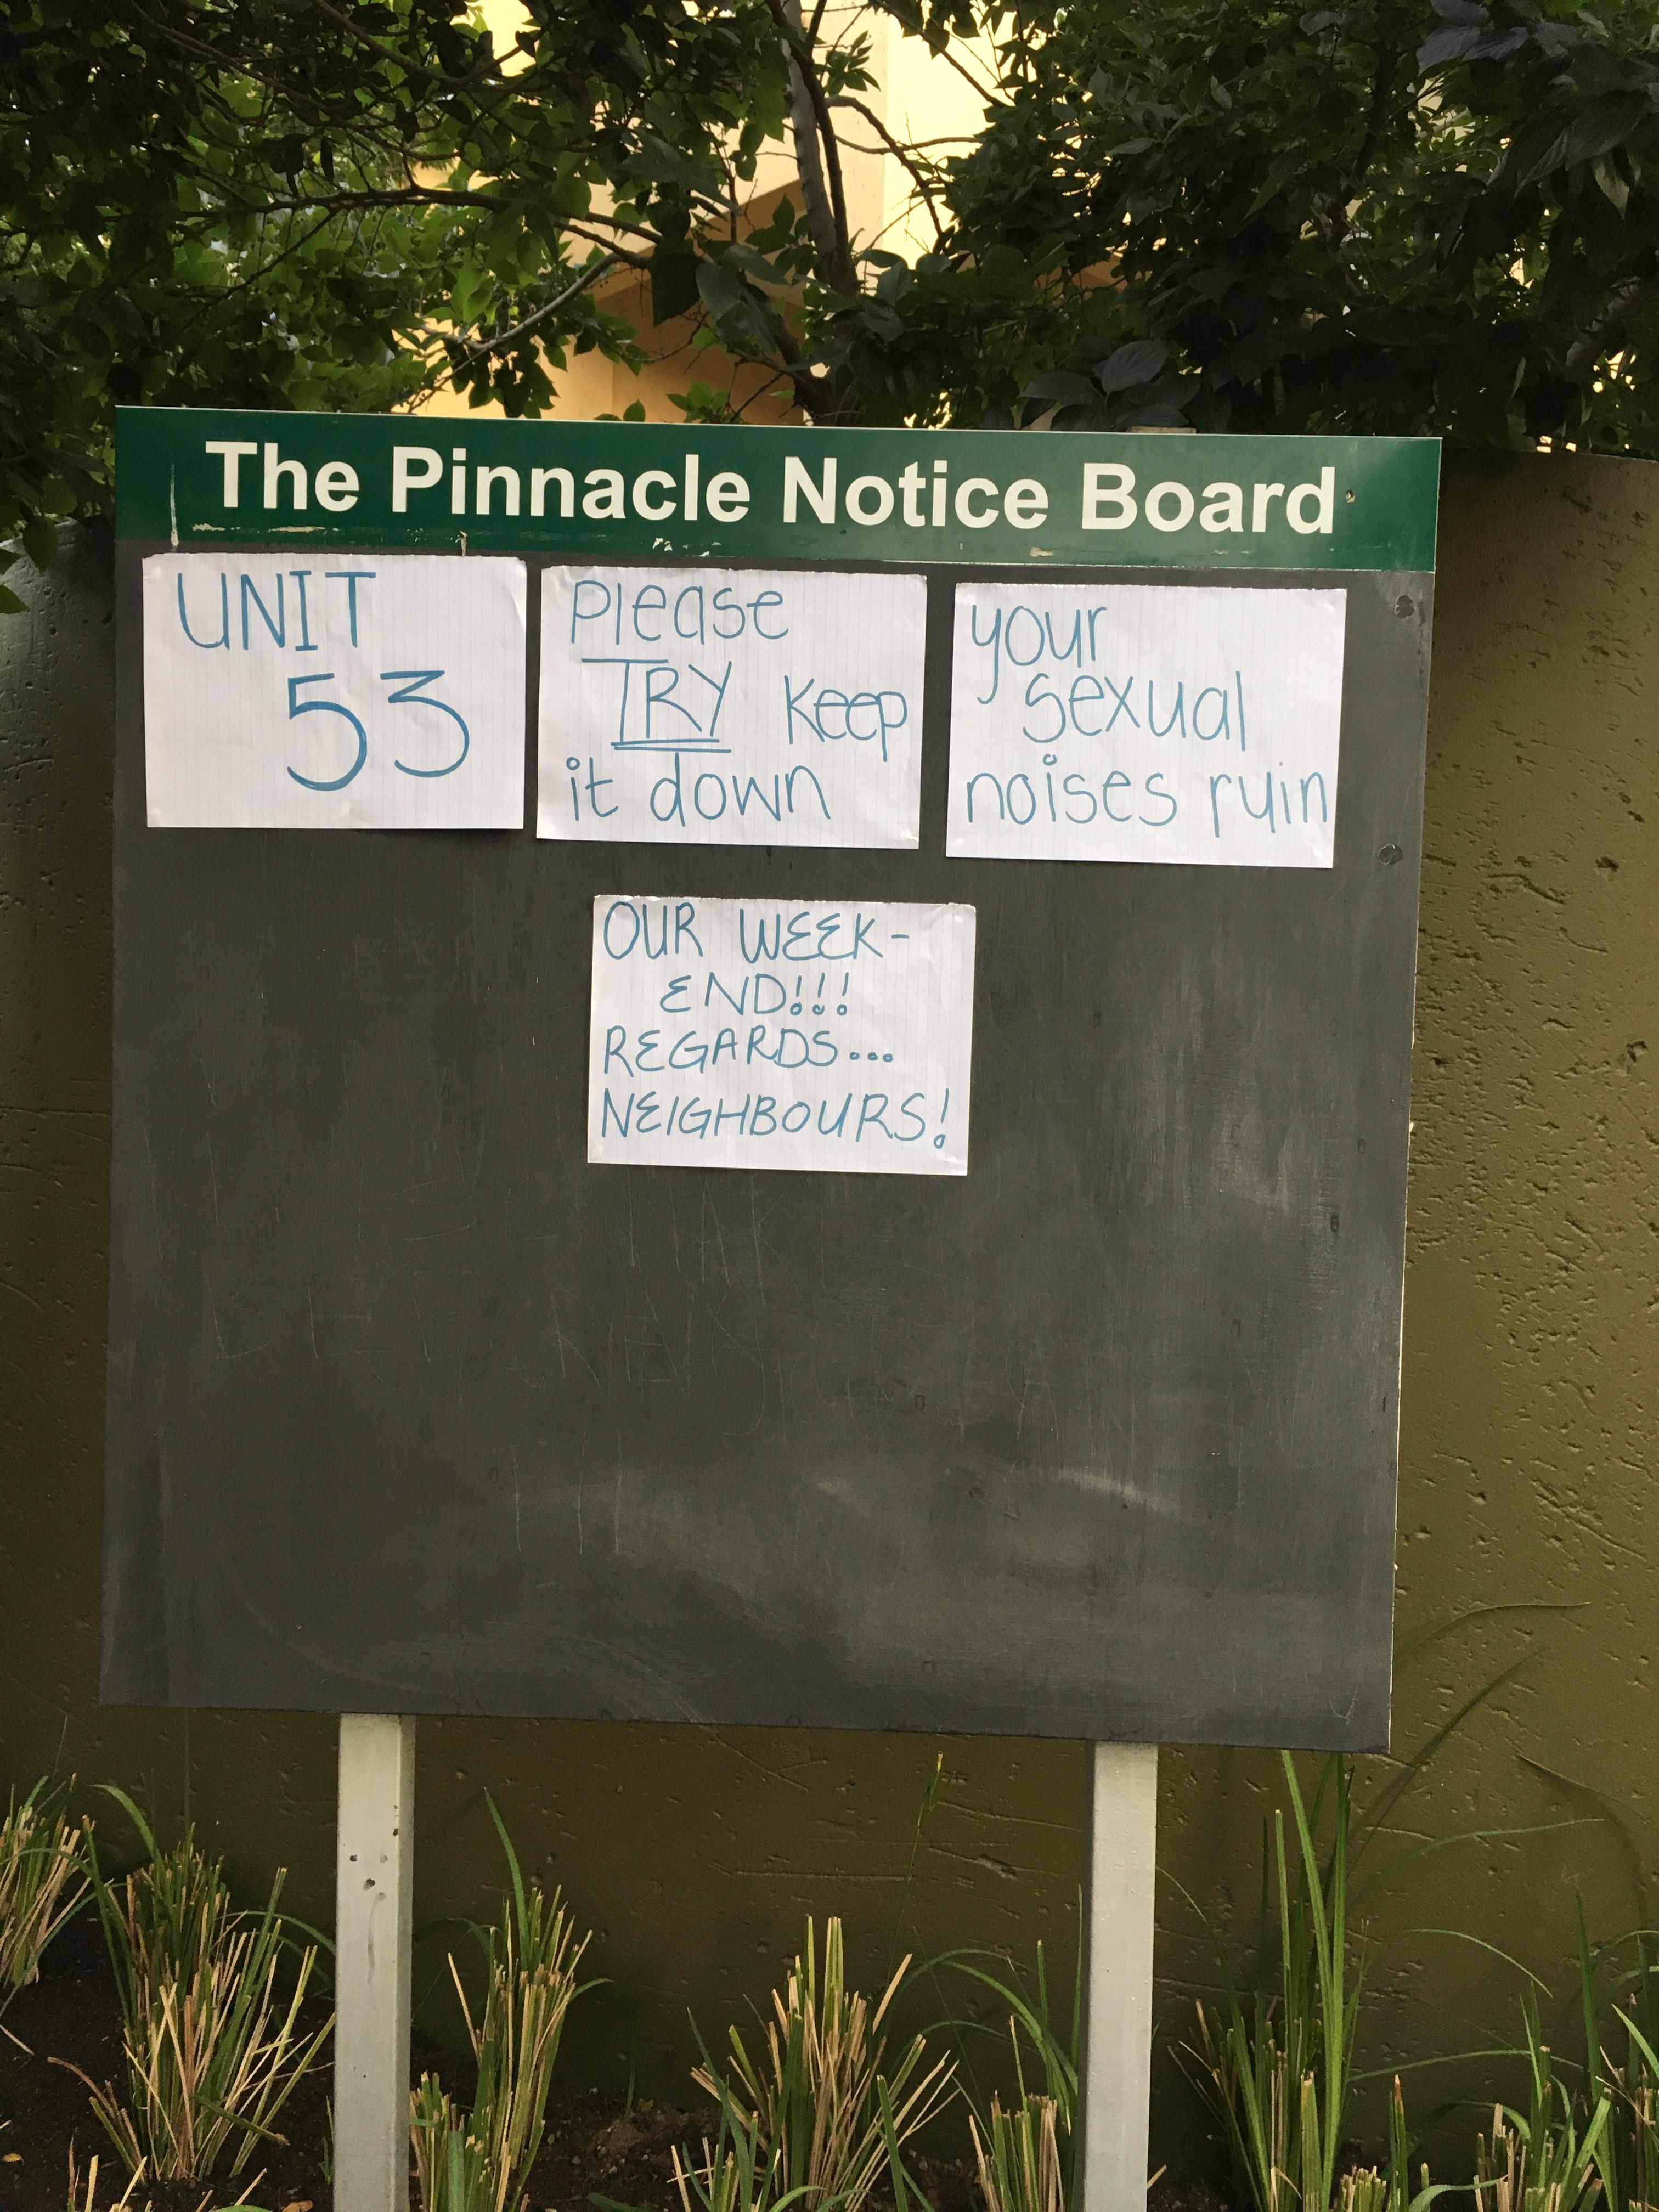 The Pinnacle Notice Board
UNIT
53
Please
TRY keep
it down
your
sexual
noises ruin
OUR WEEK-
END!!!
REGARDS...
NEIGHBOURS!